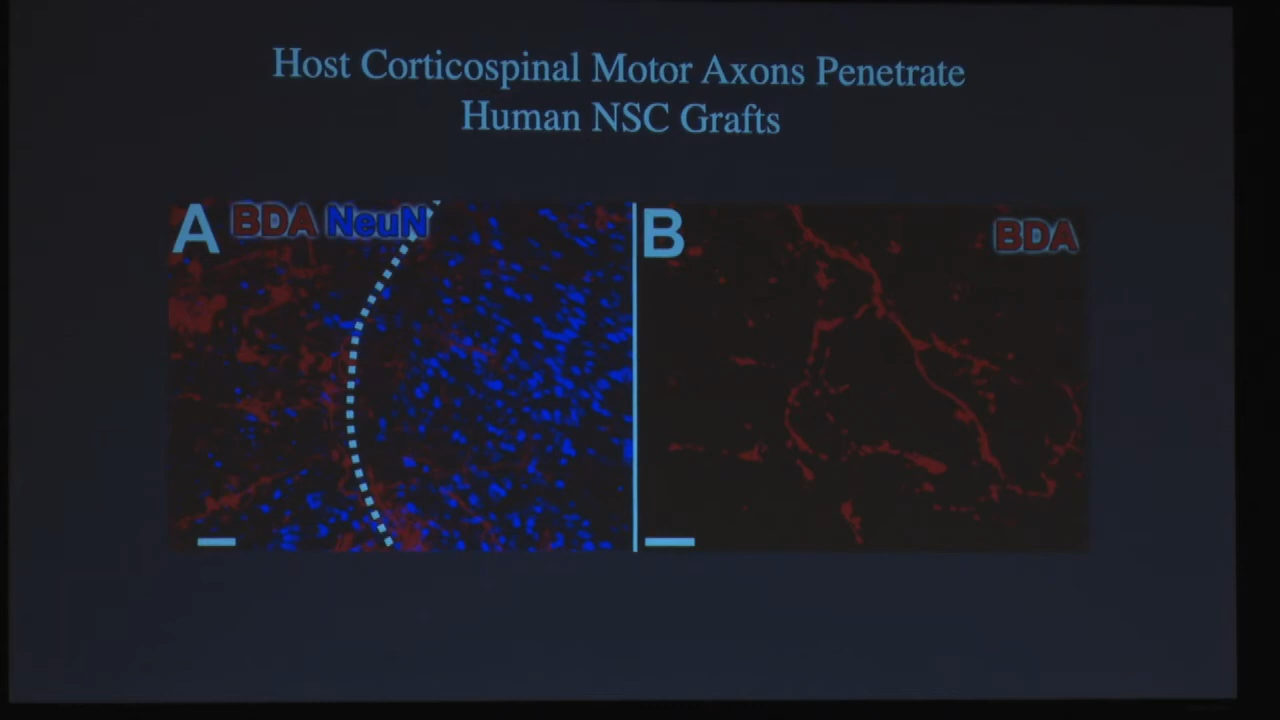 Host Corticospinal Motor Axons Penetrate
Human NSC Grafts
A BDA NeuN
B BDA